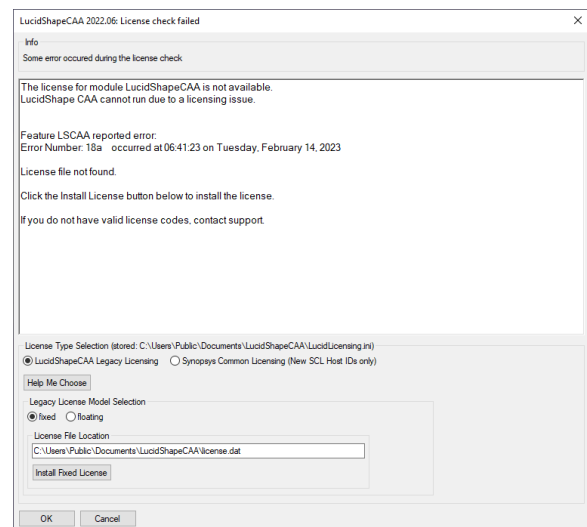 LucidShapeCAA 2022.06: License check failed
Info
Some error occured during the license check
The license for module LucidShapeCAA is not available.
LucidShape CAA cannot run due to a licensing issue.
Feature LSCAA reported error:
Error Number: 18a occurred at 06:41:23 on Tuesday, February 14, 2023
License file not found.
Click the Install License button below to install the license.
If you do not have valid license codes, contact support.
License Type Selection (stored: C:\Users\Public\Documents\LucidShapeCAA\LucidLicensing.ini)
LucidShapeCAA Legacy Licensing Synopsys Common Licensing (New SCL Host IDs only)
Help Me Choose
Legacy License Model Selection
fixed floating
License File Location
C:\Users\Public\Documents\LucidShapeCAA\license.dat
Install Fixed License
OK Cancel